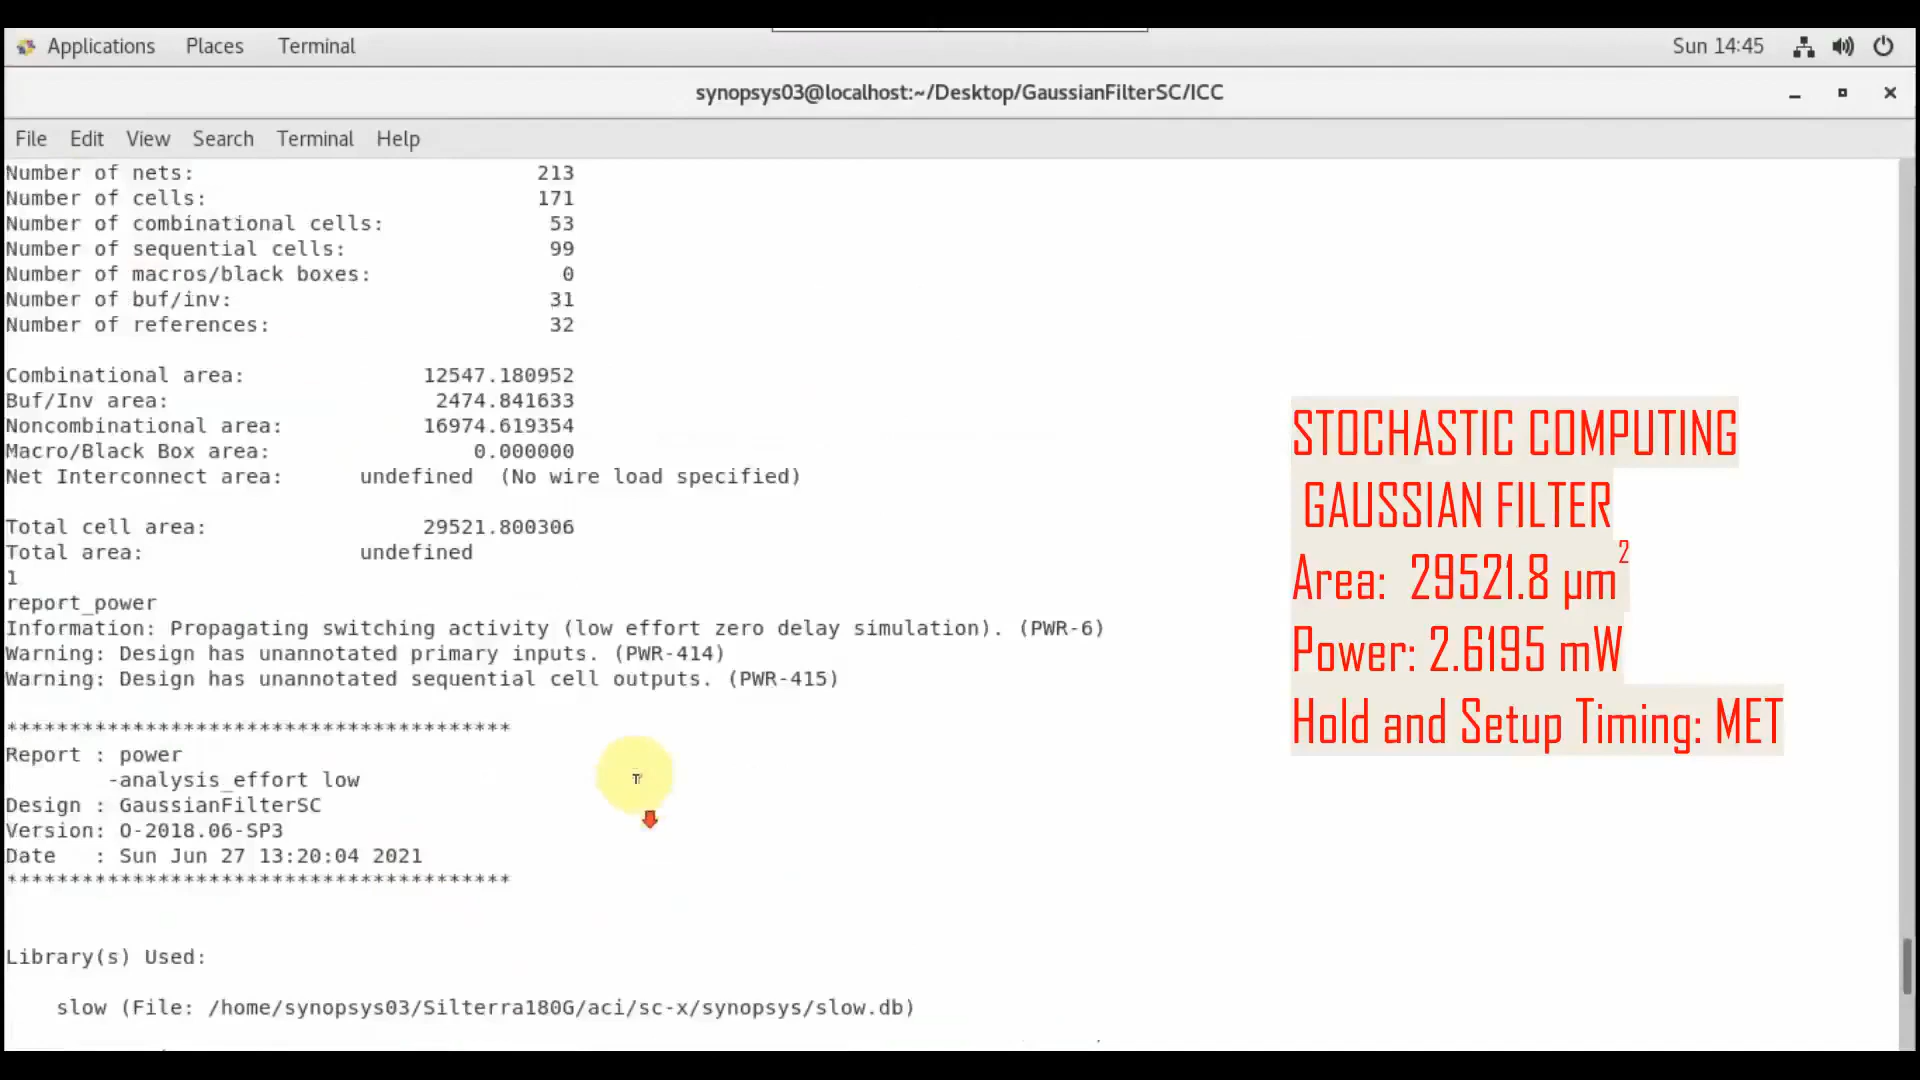 Applications Places Terminal Sun 14:45
synopsys03@localhost:~/Desktop/GaussianFilterSC/ICC
File Edit View Search Terminal Help
Number of nets: 213
Number of cells: 171
Number of combinational cells: 53
Number of sequential cells: 99
Number of macros/black boxes: 0
Number of buf/inv: 31
Number of references: 32
Combinational area: 12547.180952
Buf/Inv area: 2474.841633
Noncombinational area: 16974.619354
Macro/Black Box area: 0.000000
Net Interconnect area: undefined (No wire load specified)
Total cell area: 29521.800306
Total area: undefined
1
report_power
Information: Propagating switching activity (low effort zero delay simulation). (PWR-6)
Warning: Design has unannotated primary inputs. (PWR-414)
Warning: Design has unannotated sequential cell outputs. (PWR-415)
****************************************
Report : power
-analysis_effort low
Design : GaussianFilterSC
Version: O-2018.06-SP3
Date : Sun Jun 27 13:20:04 2021
****************************************
Library(s) Used:
slow (File: /home/synopsys03/Silterra180G/aci/sc-x/synopsys/slow.db)
STOCHASTIC COMPUTING
GAUSSIAN FILTER
Area: 29521.8 µm²
Power: 2.6195 mW
Hold and Setup Timing: MET